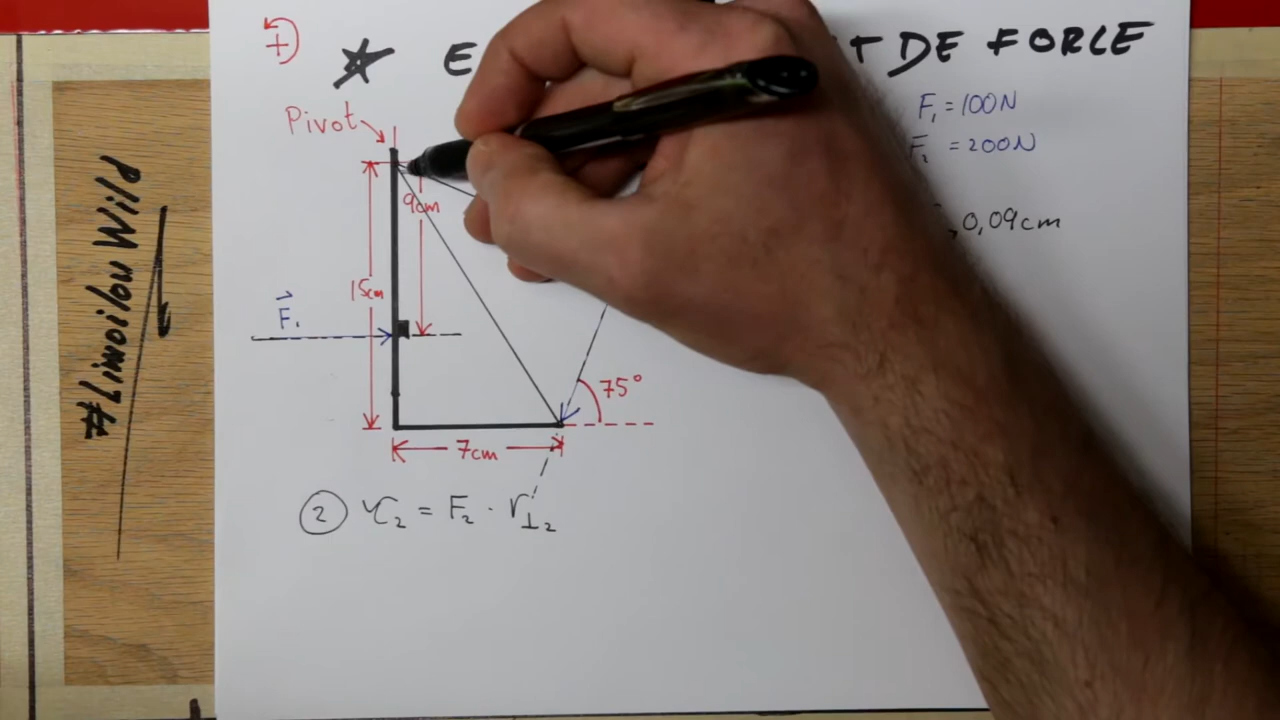 E T DE FORCE
Pivot
F₁ = 100N
F₂ = 200N
0,09cm
9cm
15cm
F₁
75°
7cm
② τ₂ = F₂ · r⊥₂
#Limoilou Wild